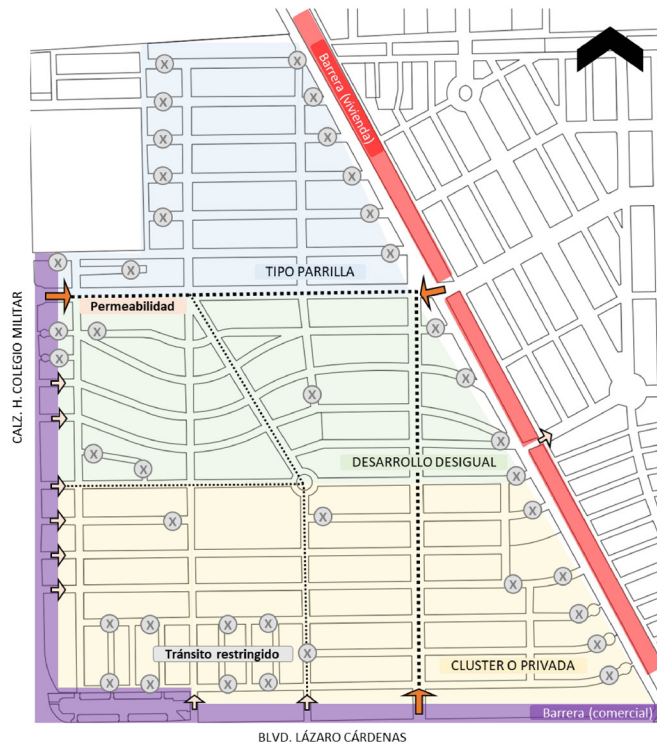 Barrera (vivienda)
TIPO PARRILLA
Permeabilidad
CALZ. H. COLEGIO MILITAR
DESARROLLO DESIGUAL
Tránsito restringido
CLUSTER O PRIVADA
Barrera (comercial)
BLVD. LÁZARO CÁRDENAS